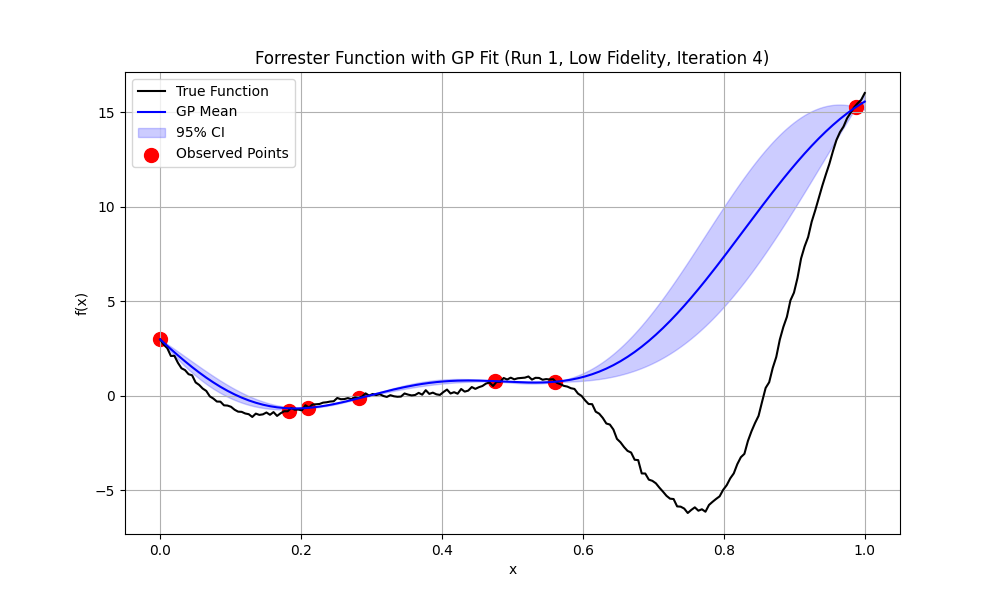 Forrester Function with GP Fit (Run 1, Low Fidelity, Iteration 4)
True Function
GP Mean
95% CI
Observed Points
f(x)
15
10
5
0
−5
0.0 0.2 0.4 0.6 0.8 1.0
x